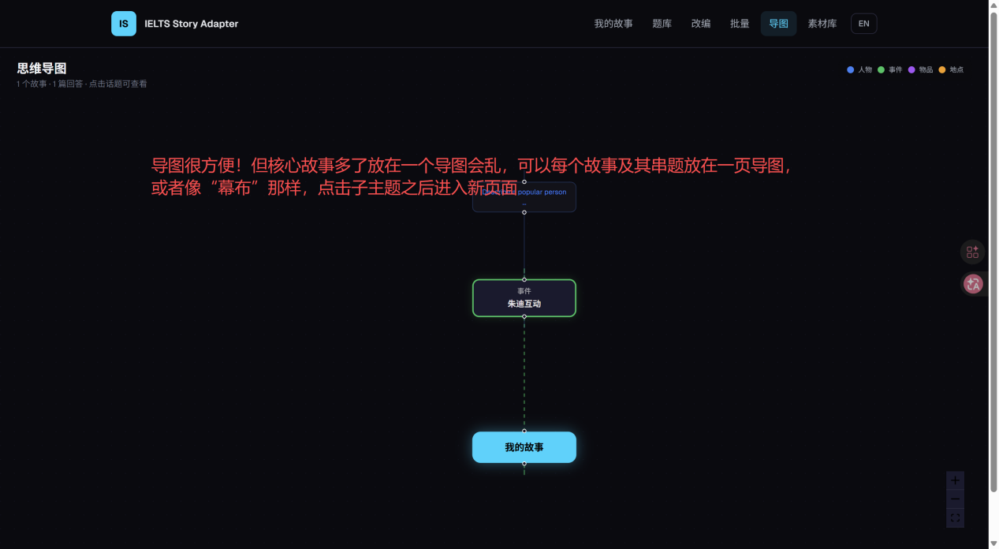 IS IELTS Story Adapter 我的故事 题库 改编 批量 导图 素材库 EN
思维导图
1 个故事 · 1 篇回答 · 点击话题可查看
人物 事件 物品 地点
导图很方便！但核心故事多了放在一个导图会乱，可以每个故事及其串题放在一页导图，
或者像“幕布”那样，点击子主题之后进入新页面
popular person
...
事件
朱迪互动
我的故事